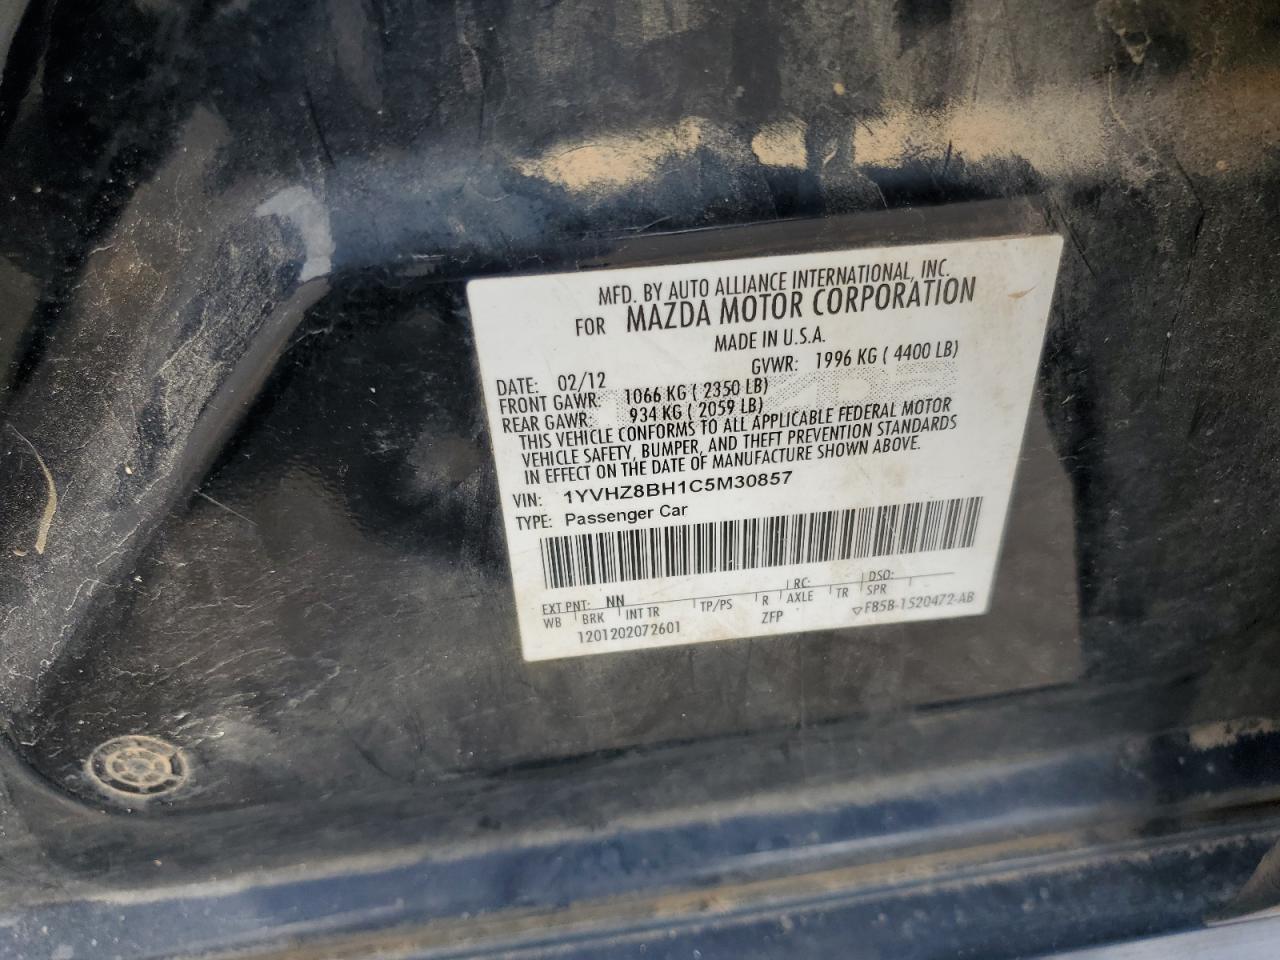 MFD. BY AUTO ALLIANCE INTERNATIONAL, INC.
FOR MAZDA MOTOR CORPORATION
MADE IN U.S.A.
DATE: 02/12 GVWR: 1996 KG ( 4400 LB)
FRONT GAWR: 1066 KG ( 2350 LB)
REAR GAWR: 934 KG ( 2059 LB)
THIS VEHICLE CONFORMS TO ALL APPLICABLE FEDERAL MOTOR
VEHICLE SAFETY, BUMPER, AND THEFT PREVENTION STANDARDS
IN EFFECT ON THE DATE OF MANUFACTURE SHOWN ABOVE.
VIN: 1YVHZ8BH1C5M30857
TYPE: Passenger Car
EXT PNT: NN RC: DSO:
WB BRK INT TR TP/PS R AXLE TR SPR
1201202072601 ZFP F85B-1520472-AB